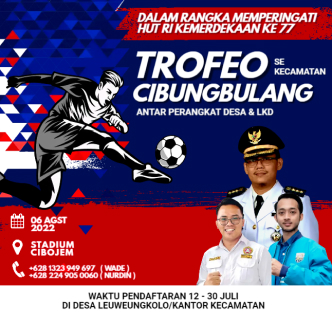 DALAM RANGKA MEMPERINGATI
HUT RI KEMERDEKAAN KE 77
TROFEO SE KECAMATAN
CIBUNGBULANG
ANTAR PERANGKAT DESA & LKD
06 AGST
2022
STADIUM
CIBOJEM
+628 1323 949 697 ( WADE )
+628 224 905 0060 ( NURDIN )
WAKTU PENDAFTARAN 12 - 30 JULI
DI DESA LEUWEUNGKOLO/KANTOR KECAMATAN